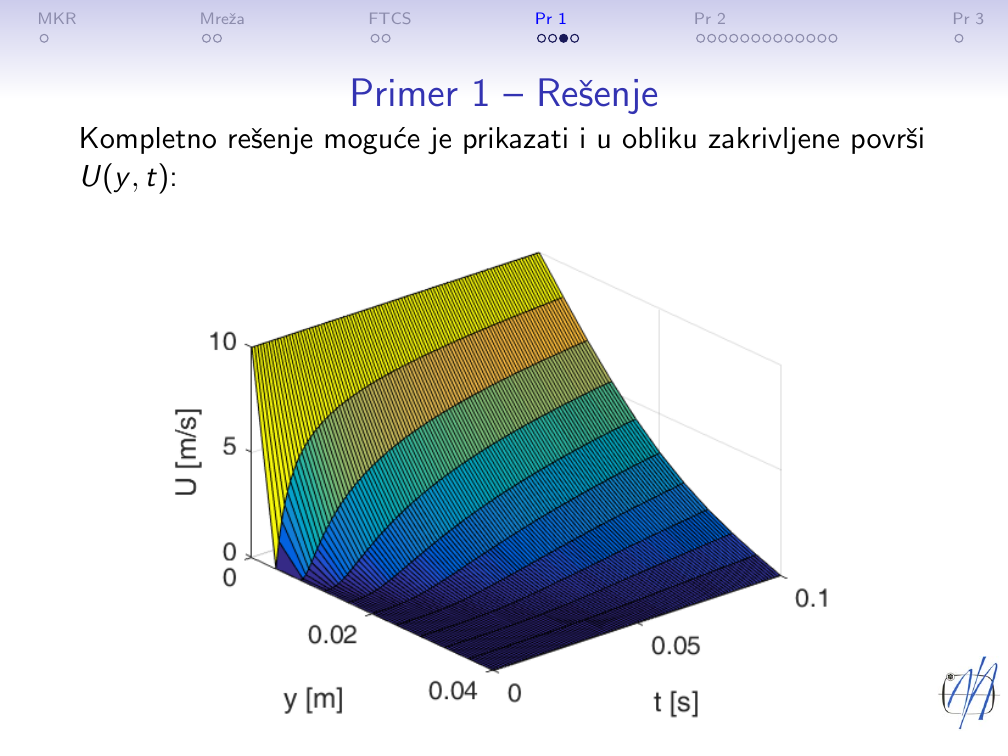 MKR Mreža FTCS Pr 1 Pr 2 Pr 3
Primer 1 – Rešenje
Kompletno rešenje moguće je prikazati i u obliku zakrivljene površi
U(y, t):
10
5
0
U [m/s]
0
0.02
0.04
y [m]
0
0.05
0.1
t [s]